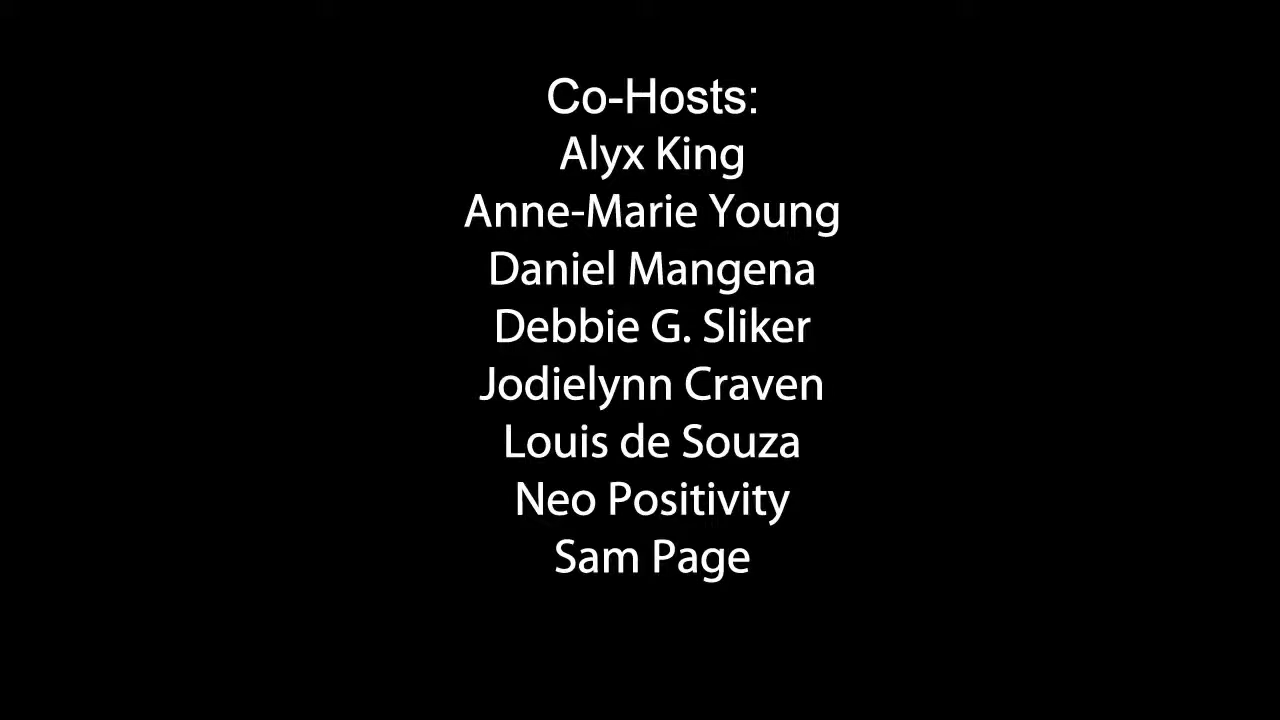 Co-Hosts:
Alyx King
Anne-Marie Young
Daniel Mangena
Debbie G. Sliker
Jodielynn Craven
Louis de Souza
Neo Positivity
Sam Page